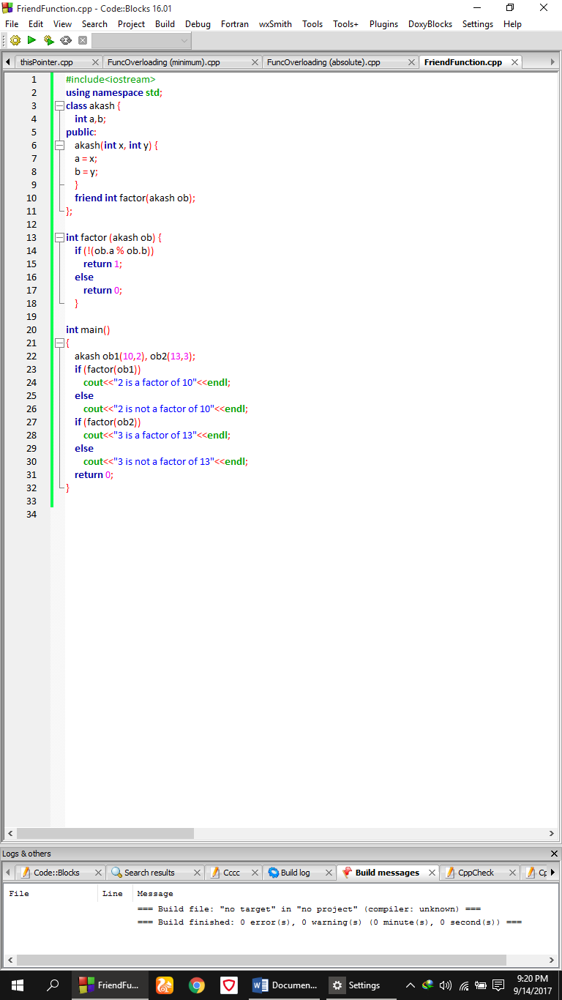 FriendFunction.cpp - Code::Blocks 16.01
File Edit View Search Project Build Debug Fortran wxSmith Tools Tools+ Plugins DoxyBlocks Settings Help
thisPointer.cpp FuncOverloading (minimum).cpp FuncOverloading (absolute).cpp FriendFunction.cpp
1 #include<iostream>
2 using namespace std;
3 class akash {
4 int a,b;
5 public:
6 akash(int x, int y) {
7 a = x;
8 b = y;
9 }
10 friend int factor(akash ob);
11 };
12
13 int factor (akash ob) {
14 if (!(ob.a % ob.b))
15 return 1;
16 else
17 return 0;
18 }
19
20 int main()
21 {
22 akash ob1(10,2), ob2(13,3);
23 if (factor(ob1))
24 cout<<"2 is a factor of 10"<<endl;
25 else
26 cout<<"2 is not a factor of 10"<<endl;
27 if (factor(ob2))
28 cout<<"3 is a factor of 13"<<endl;
29 else
30 cout<<"3 is not a factor of 13"<<endl;
31 return 0;
32 }
33
34
Logs & others
Code::Blocks Search results Cccc Build log Build messages CppCheck Cp
File Line Message
=== Build file: "no target" in "no project" (compiler: unknown) ===
=== Build finished: 0 error(s), 0 warning(s) (0 minute(s), 0 second(s)) ===
FriendFu... Documen... Settings 9:20 PM
9/14/2017